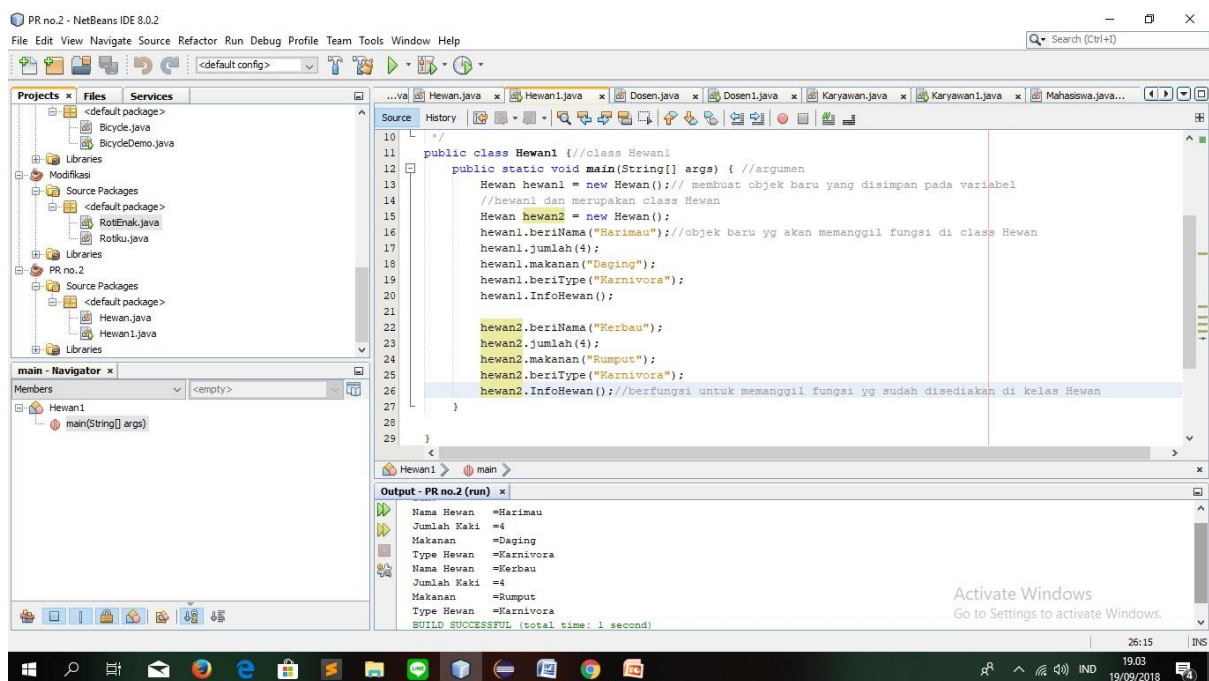 PR no.2 - NetBeans IDE 8.0.2
File Edit View Navigate Source Refactor Run Debug Profile Team Tools Window Help
Search (Ctrl+I)
<default config>
Projects Files Services
<default package>
Bicycle.java
BicycleDemo.java
Libraries
Modifikasi
Source Packages
<default package>
RotiEnak.java
Rotiku.java
Libraries
PR no.2
Source Packages
<default package>
Hewan.java
Hewan1.java
Libraries
main - Navigator
Members <empty>
Hewan1
main(String[] args)
...va Hewan.java Hewan1.java Dosen.java Dosen1.java Karyawan.java Karyawan1.java Mahasiswa.java...
Source History
10 */
11 public class Hewan1 {//class Hewan1
12 public static void main(String[] args) { //argumen
13 Hewan hewan1 = new Hewan();// membuat objek baru yang disimpan pada variabel
14 //hewan1 dan merupakan class Hewan
15 Hewan hewan2 = new Hewan();
16 hewan1.beriNama("Harimau");//objek baru yg akan memanggil fungsi di class Hewan
17 hewan1.jumlah(4);
18 hewan1.makanan("Daging");
19 hewan1.beriType("Karnivora");
20 hewan1.InfoHewan();
21
22 hewan2.beriNama("Kerbau");
23 hewan2.jumlah(4);
24 hewan2.makanan("Rumput");
25 hewan2.beriType("Karnivora");
26 hewan2.InfoHewan();//berfungsi untuk memanggil fungsi yg sudah disediakan di kelas Hewan
27 }
28
29 }
Hewan1 main
Output - PR no.2 (run)
Nama Hewan =Harimau
Jumlah Kaki =4
Makanan =Daging
Type Hewan =Karnivora
Nama Hewan =Kerbau
Jumlah Kaki =4
Makanan =Rumput
Type Hewan =Karnivora
BUILD SUCCESSFUL (total time: 1 second)
Activate Windows
Go to Settings to activate Windows.
26:15 INS
IND
19.03
19/09/2018
4